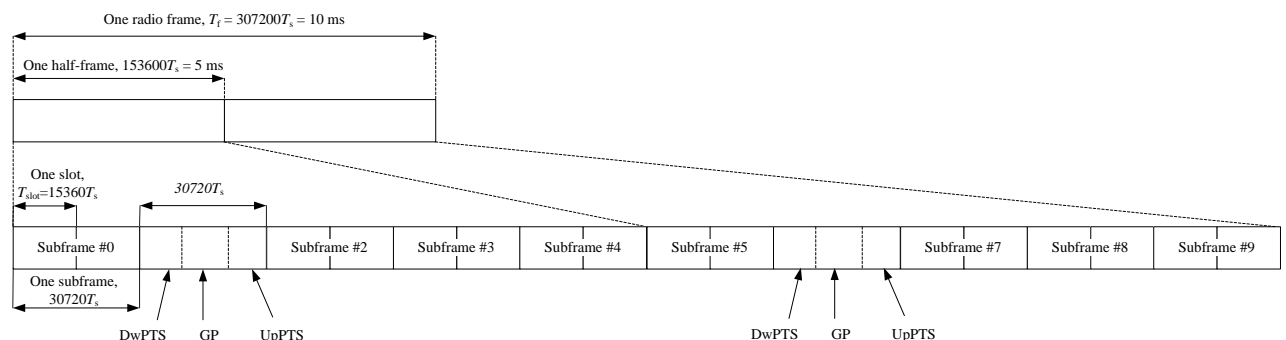 One radio frame, Tf = 307200Ts = 10 ms
One half-frame, 153600Ts = 5 ms
One slot,
Tslot=15360Ts
30720Ts
Subframe #0
Subframe #2
Subframe #3
Subframe #4
Subframe #5
Subframe #7
Subframe #8
Subframe #9
One subframe,
30720Ts
DwPTS
GP
UpPTS
DwPTS
GP
UpPTS